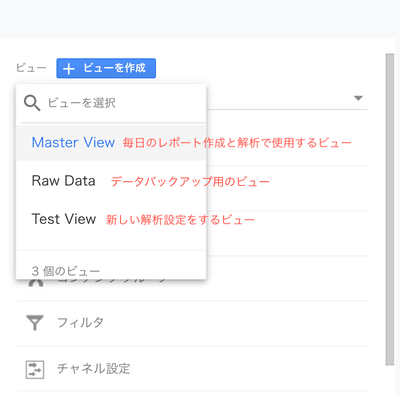 ビュー ビューを作成
ビューを選択
Master View 毎日のレポート作成と解析で使用するビュー
Raw Data データバックアップ用のビュー
Test View 新しい解析設定をするビュー
3 個のビュー
フィルタ
チャネル設定